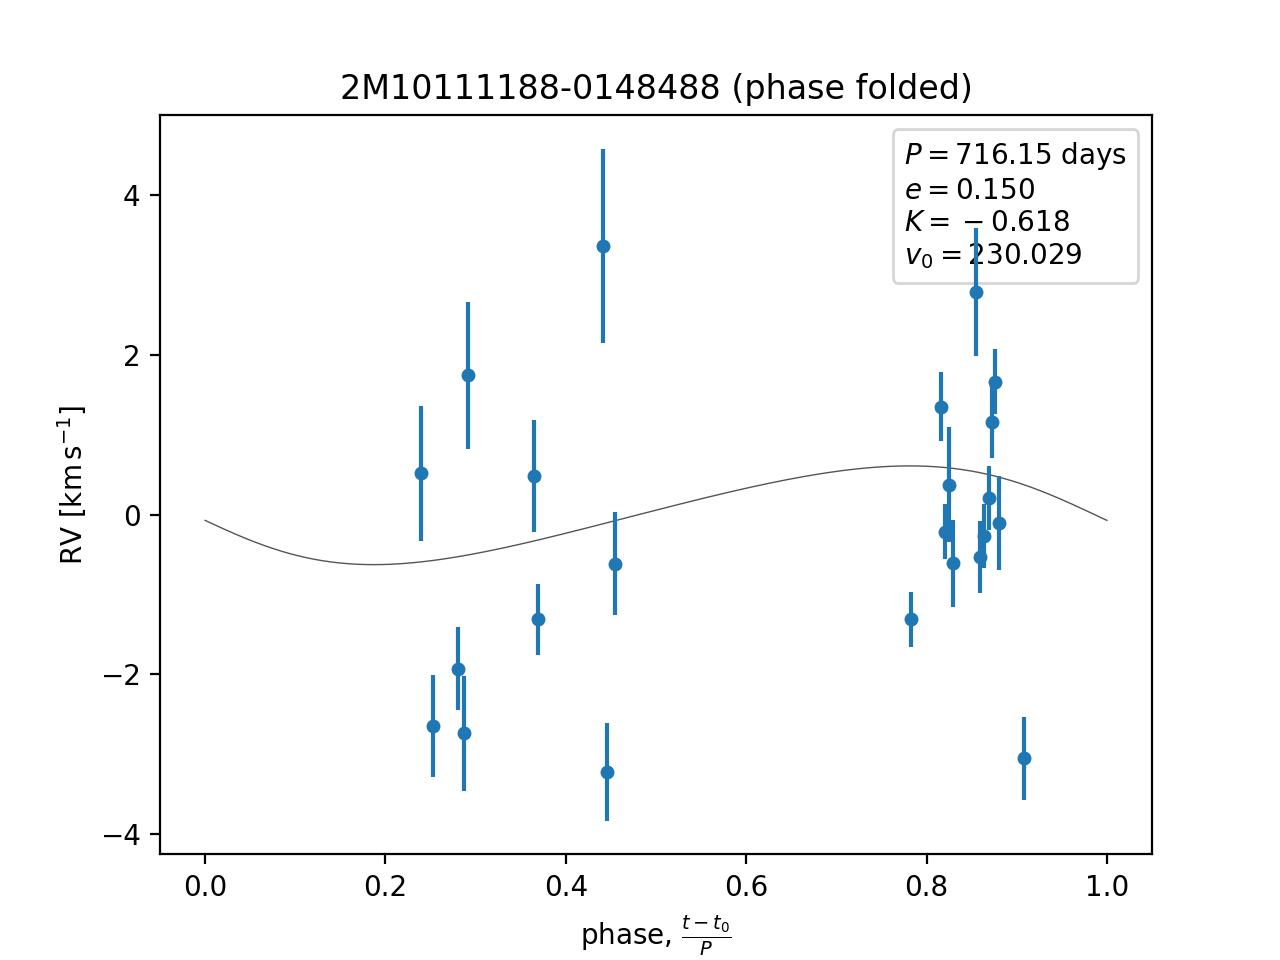 2M10111188-0148488 (phase folded)
P = 716.15 days
e = 0.150
K = −0.618
v₀ = 230.029
RV [km s⁻¹]
4
2
0
−2
−4
0.0 0.2 0.4 0.6 0.8 1.0
phase, (t − t₀)/P